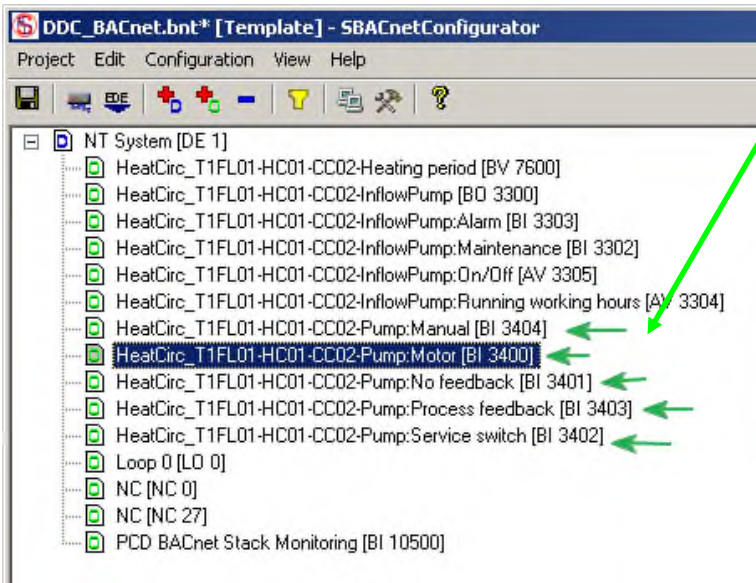 DDC_BACnet.bnt* [Template] - SBACnetConfigurator
Project Edit Configuration View Help
EDE D O ?
D NT System [DE 1]
O HeatCirc_T1FL01-HC01-CC02-Heating period [BV 7600]
O HeatCirc_T1FL01-HC01-CC02-InflowPump [BO 3300]
O HeatCirc_T1FL01-HC01-CC02-InflowPump:Alarm [BI 3303]
O HeatCirc_T1FL01-HC01-CC02-InflowPump:Maintenance [BI 3302]
O HeatCirc_T1FL01-HC01-CC02-InflowPump:On/Off [AV 3305]
O HeatCirc_T1FL01-HC01-CC02-InflowPump:Running working hours [AV 3304]
O HeatCirc_T1FL01-HC01-CC02-Pump:Manual [BI 3404]
O HeatCirc_T1FL01-HC01-CC02-Pump:Motor [BI 3400]
O HeatCirc_T1FL01-HC01-CC02-Pump:No feedback [BI 3401]
O HeatCirc_T1FL01-HC01-CC02-Pump:Process feedback [BI 3403]
O HeatCirc_T1FL01-HC01-CC02-Pump:Service switch [BI 3402]
O Loop 0 [LO 0]
O NC [NC 0]
O NC [NC 27]
O PCD BACnet Stack Monitoring [BI 10500]